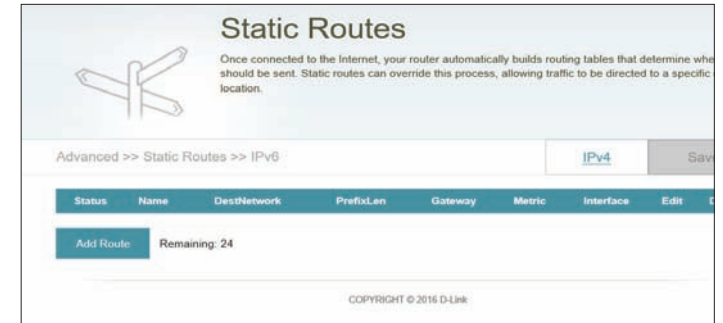 Static Routes
Once connected to the Internet, your router automatically builds routing tables that determine
should be sent. Static routes can override this process, allowing traffic to be directed to a specific
location.
Advanced >> Static Routes >> IPv6
IPv4
Status Name DestNetwork PrefixLen Gateway Metric Interface Edit
Add Route Remaining: 24
COPYRIGHT © 2016 D-Link